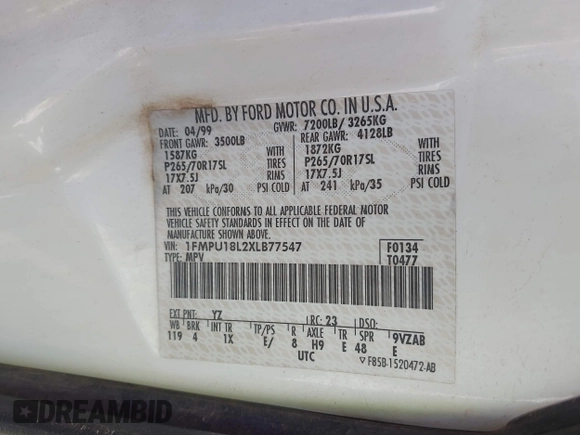 MFD. BY FORD MOTOR CO. IN U.S.A.
DATE: 04/99 GVWR: 7200LB/ 3265KG
FRONT GAWR: 3500LB REAR GAWR: 4128LB
1587KG WITH 1872KG WITH
P265/70R17SL TIRES P265/70R17SL TIRES
17X7.5J RIMS 17X7.5J RIMS
AT 207 kPa/30 PSI COLD AT 241 kPa/35 PSI COLD
THIS VEHICLE CONFORMS TO ALL APPLICABLE FEDERAL MOTOR
VEHICLE SAFETY STANDARDS IN EFFECT ON THE DATE OF
MANUFACTURE SHOWN ABOVE.
VIN: 1FMPU18L2XLB77547 F0134
TYPE: MPV T0477
EXT PNT: YZ RC: 23 DSO:
WB BRK INT TR TP/PS R AXLE TR SPR 9VZAB
119 4 1X E/ 8 H9 E 48 E
UTC F85B-1520472-AB
DREAMBID